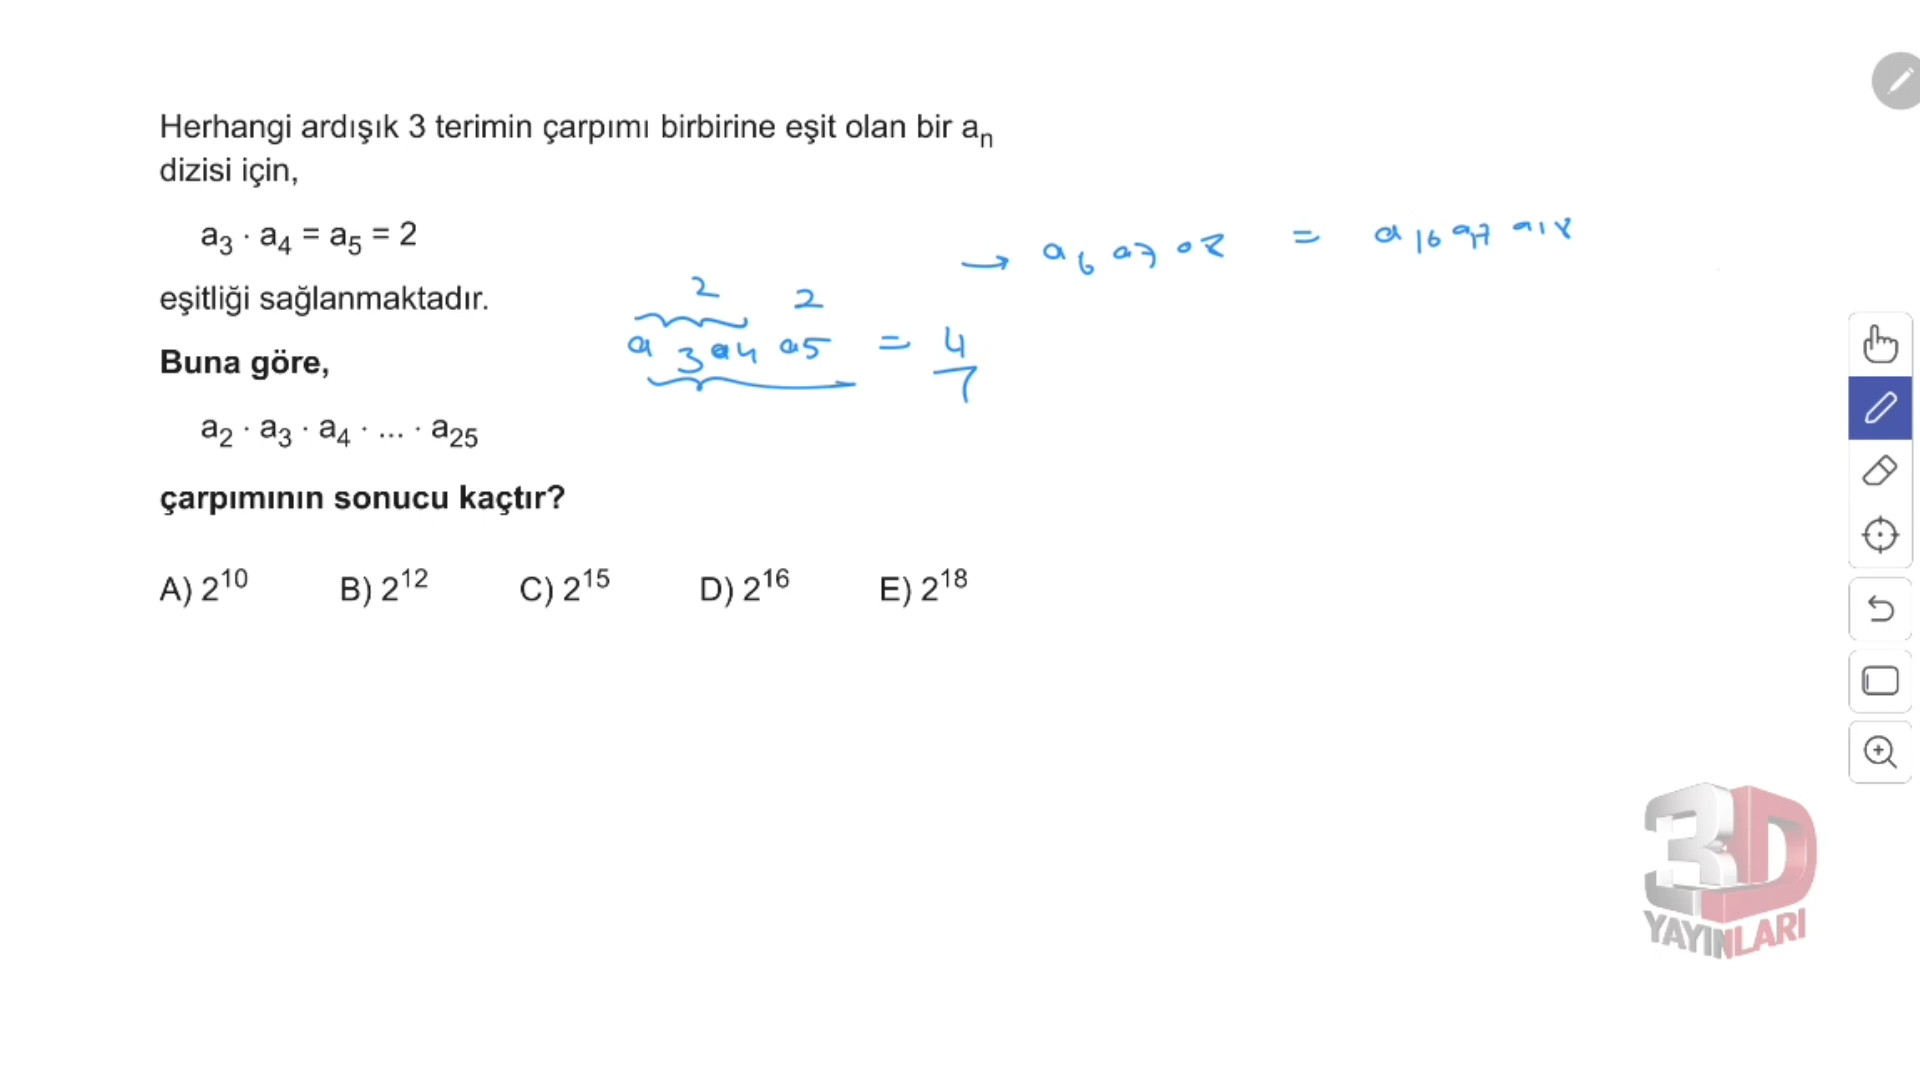 Herhangi ardışık 3 terimin çarpımı birbirine eşit olan bir aₙ
dizisi için,
a₃ · a₄ = a₅ = 2
eşitliği sağlanmaktadır.
Buna göre,
a₂ · a₃ · a₄ · ... · a₂₅
çarpımının sonucu kaçtır?
A) 2¹⁰ B) 2¹² C) 2¹⁵ D) 2¹⁶ E) 2¹⁸
→ a₆ a₇ a₈ = a₁₆ a₁₇ a₁₈
2 2
a₃ a₄ a₅ = 4
3D
YAYINLARI